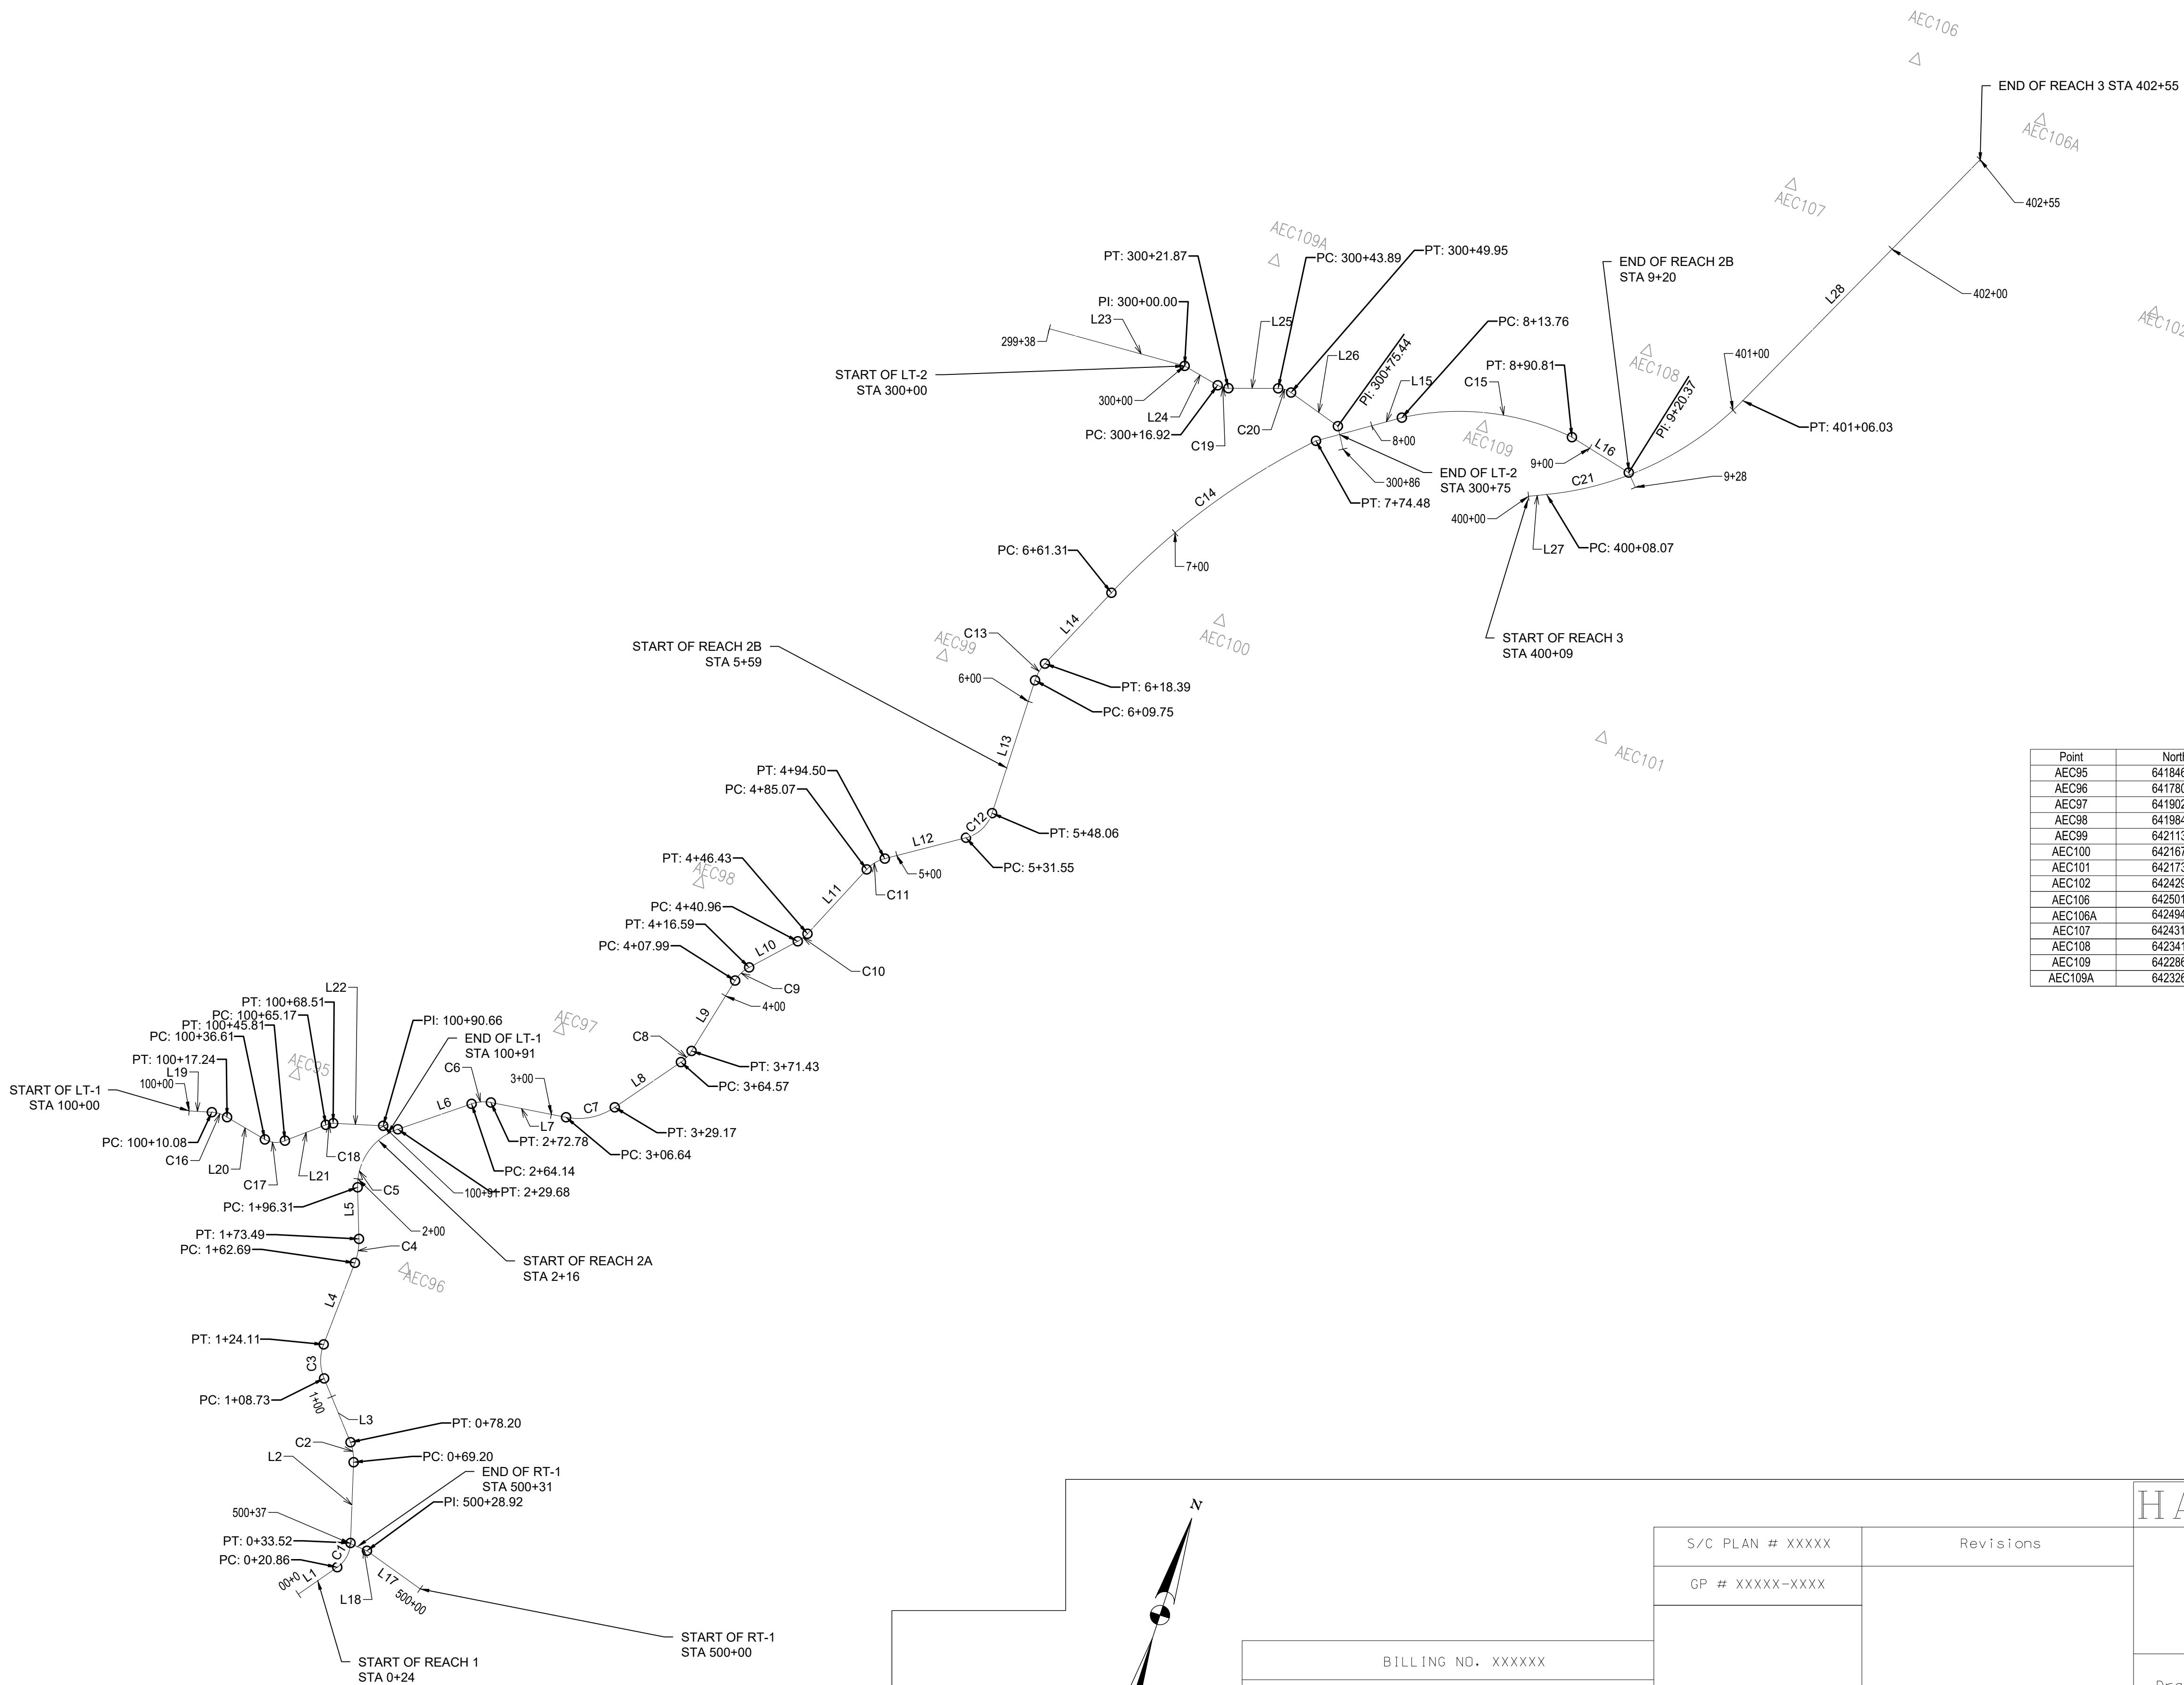 AEC106
END OF REACH 3 STA 402+55
AEC106A
402+55
AEC107
AEC109A
PT: 300+21.87
PC: 300+43.89
PT: 300+49.95
END OF REACH 2B
STA 9+20
402+00
L28
PI: 300+00.00
L23
L25
299+38
PC: 8+13.76
AEC102
START OF LT-2
STA 300+00
L26
PI: 300+75.44
L15
PT: 8+90.81
C15
AEC108
401+00
300+00
L24
PC: 300+16.92
C19
C20
8+00
AEC109
L16
PI: 9+20.37
PT: 401+06.03
9+00
END OF LT-2
STA 300+75
300+86
C21
9+28
C14
PT: 7+74.48
400+00
L27
PC: 400+08.07
PC: 6+61.31
7+00
START OF REACH 3
STA 400+09
L14
AEC100
C13
AEC99
START OF REACH 2B
STA 5+59
6+00
PT: 6+18.39
PC: 6+09.75
L13
AEC101
PT: 4+94.50
PC: 4+85.07
L12
C12
PT: 5+48.06
PC: 5+31.55
5+00
C11
PT: 4+46.43
AEC98
L11
PC: 4+40.96
PT: 4+16.59
PC: 4+07.99
L10
C10
C9
4+00
L9
C8
PT: 3+71.43
PC: 3+64.57
L8
AEC97
3+00
C7
PT: 3+29.17
PC: 3+06.64
L7
C6
L6
PT: 2+72.78
PC: 2+64.14
PT: 2+29.68
L22
PT: 100+68.51
PC: 100+65.17
PT: 100+45.81
PC: 100+36.61
PT: 100+17.24
L19
100+00
START OF LT-1
STA 100+00
AEC95
PI: 100+90.66
END OF LT-1
STA 100+91
PC: 100+10.08
C16
L20
C17
L21
C18
C5
100+91
PC: 1+96.31
L5
2+00
PT: 1+73.49
C4
PC: 1+62.69
START OF REACH 2A
STA 2+16
AEC96
L4
PT: 1+24.11
C3
PC: 1+08.73
1+00
L3
PT: 0+78.20
C2
L2
PC: 0+69.20
END OF RT-1
STA 500+31
PI: 500+28.92
500+37
PT: 0+33.52
PC: 0+20.86
C1
0+00
L1
L18
L17
500+00
START OF RT-1
STA 500+00
START OF REACH 1
STA 0+24
Point
AEC95 641846
AEC96 641780
AEC97 641902
AEC98 641984
AEC99 642113
AEC100 642167
AEC101 642173
AEC102 642429
AEC106 642501
AEC106A 642494
AEC107 642431
AEC108 642341
AEC109 642286
AEC109A 642326
N
S/C PLAN # XXXXX
Revisions
GP # XXXXX-XXXX
BILLING NO. XXXXXX